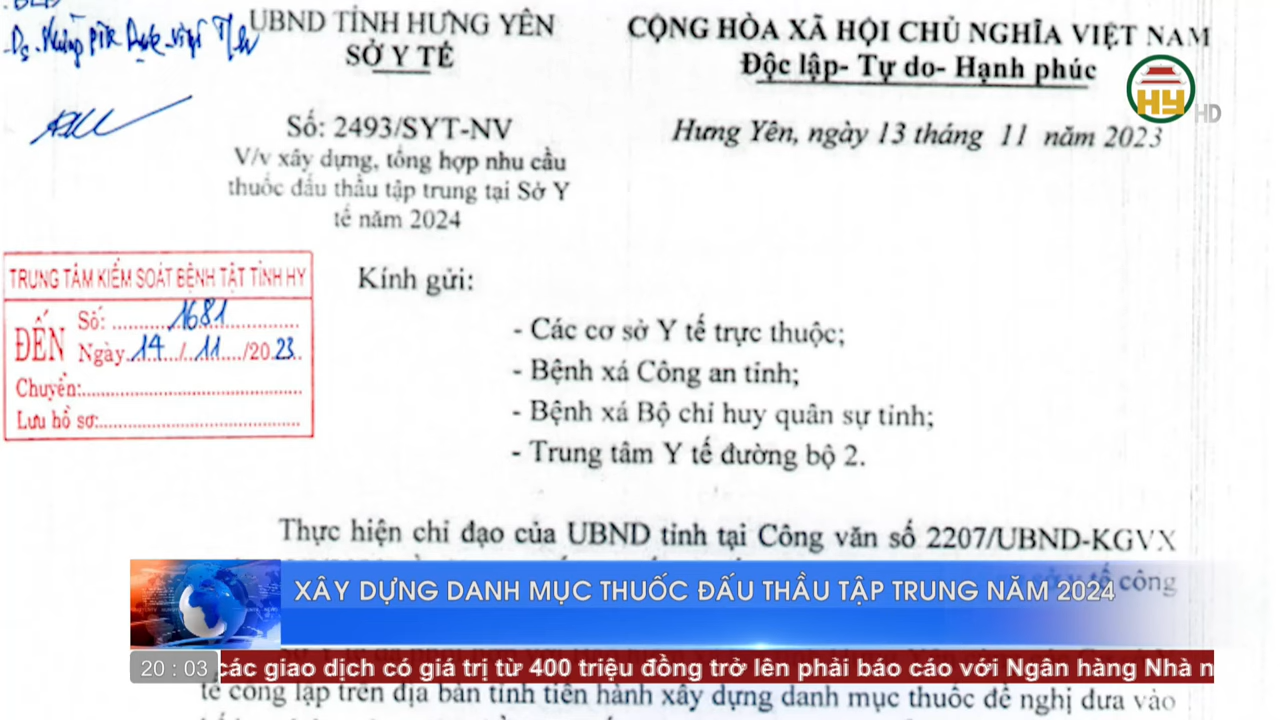 UBND TỈNH HƯNG YÊN
SỞ Y TẾ
CỘNG HÒA XÃ HỘI CHỦ NGHĨA VIỆT NAM
Độc lập- Tự do- Hạnh phúc
HY HD
Số: 2493/SYT-NV
Hưng Yên, ngày 13 tháng 11 năm 2023
V/v xây dựng, tổng hợp nhu cầu
thuốc đấu thầu tập trung tại Sở Y
tế năm 2024
TRUNG TÂM KIỂM SOÁT BỆNH TẬT TỈNH HY
ĐẾN
Số: 1681
Ngày 14/11/2023
Chuyển:
Lưu hồ sơ:
Kính gửi:
- Các cơ sở Y tế trực thuộc;
- Bệnh xá Công an tỉnh;
- Bệnh xá Bộ chỉ huy quân sự tỉnh;
- Trung tâm Y tế đường bộ 2.
Thực hiện chỉ đạo của UBND tỉnh tại Công văn số 2207/UBND-KGVX
sở y tế công
XÂY DỰNG DANH MỤC THUỐC ĐẤU THẦU TẬP TRUNG NĂM 2024
20 : 03 các giao dịch có giá trị từ 400 triệu đồng trở lên phải báo cáo với Ngân hàng Nhà n
tế công lập trên địa bàn tỉnh tiến hành xây dựng danh mục thuốc đề nghị đưa vào